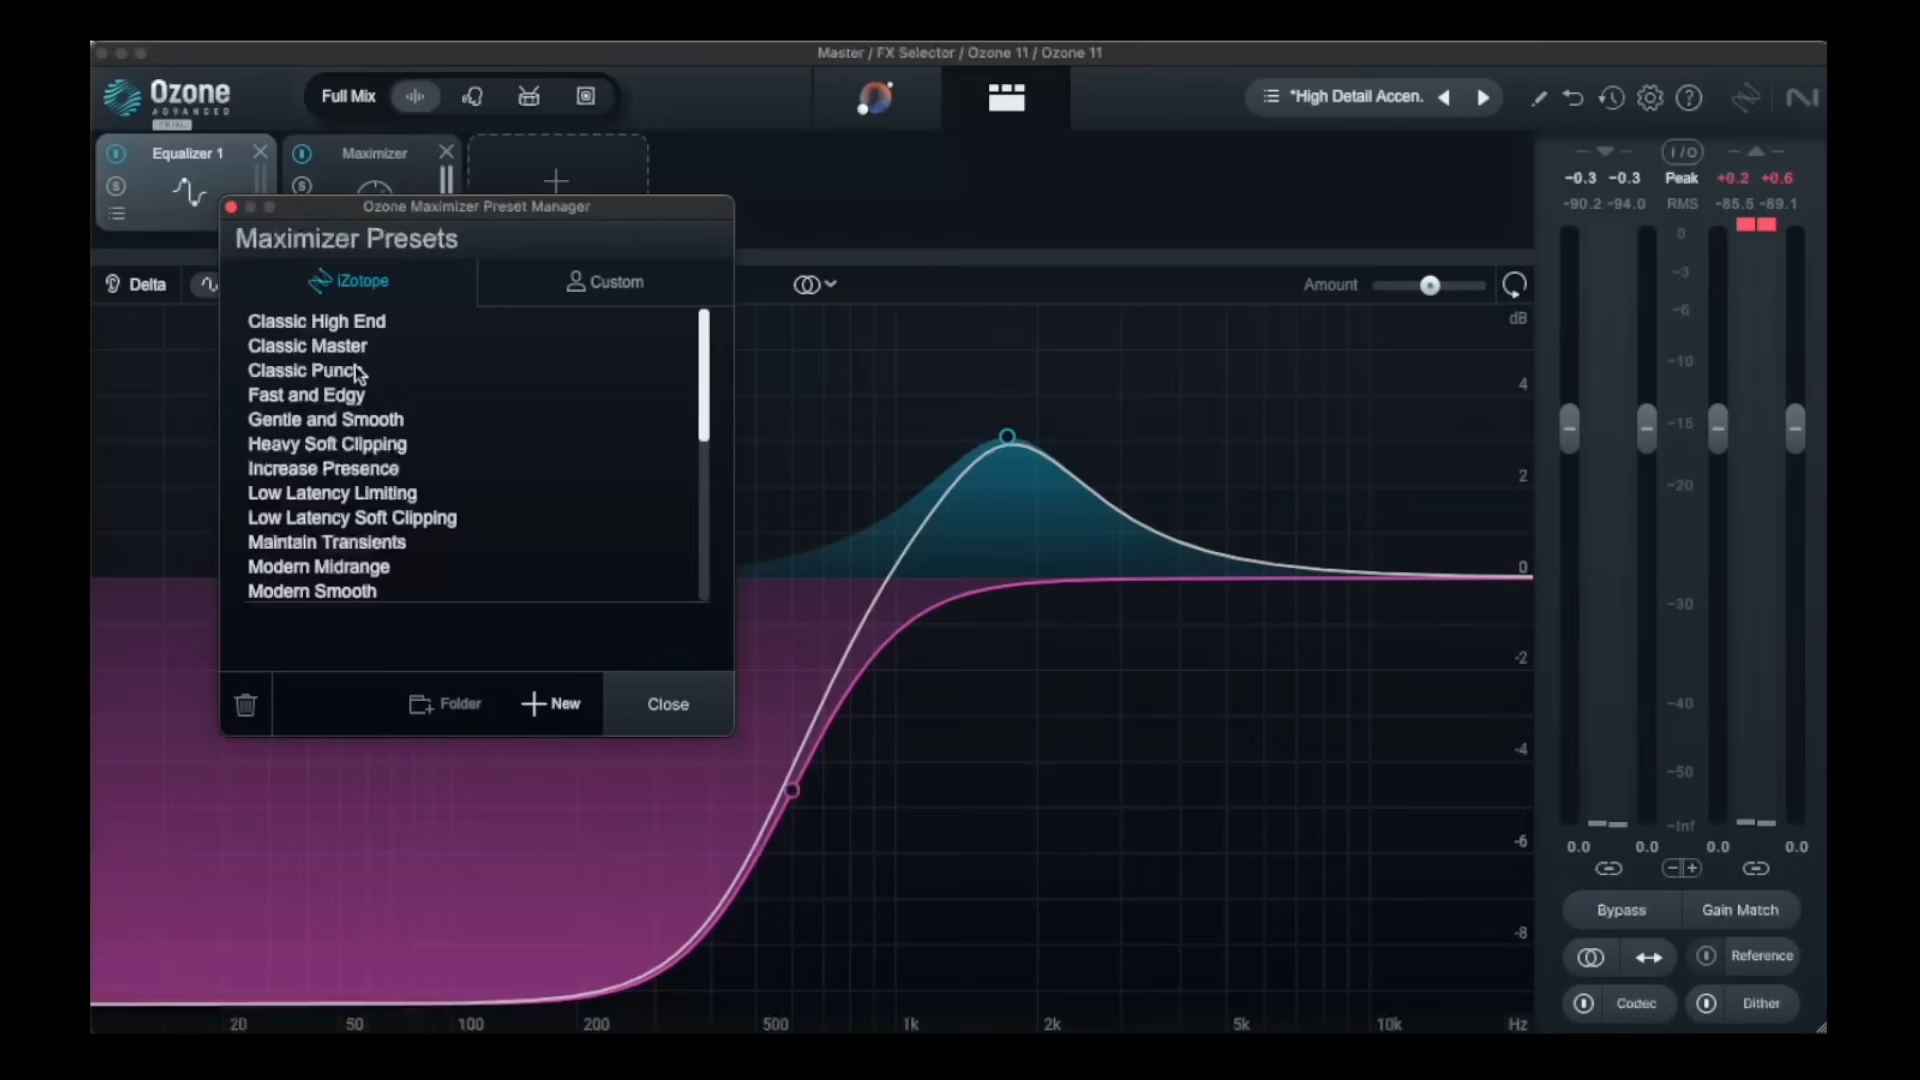 Master / FX Selector / Ozone 11 / Ozone 11
Ozone
ADVANCED
TRIAL
Full Mix
*High Detail Accen.
Equalizer 1
Maximizer
S
S
I/O
-0.3 -0.3 Peak +0.2 +0.6
-90.2 -94.0 RMS -85.5 -89.1
Ozone Maximizer Preset Manager
Maximizer Presets
iZotope
Custom
Classic High End
Classic Master
Classic Punch
Fast and Edgy
Gentle and Smooth
Heavy Soft Clipping
Increase Presence
Low Latency Limiting
Low Latency Soft Clipping
Maintain Transients
Modern Midrange
Modern Smooth
Folder
New
Close
Delta
Amount
dB
4
2
0
-2
-4
-6
-8
20 50 100 200 500 1k 2k 5k 10k Hz
0
-3
-6
-10
-15
-20
-30
-40
-50
-Inf
0.0 0.0 0.0 0.0
Bypass
Gain Match
Reference
Codec
Dither